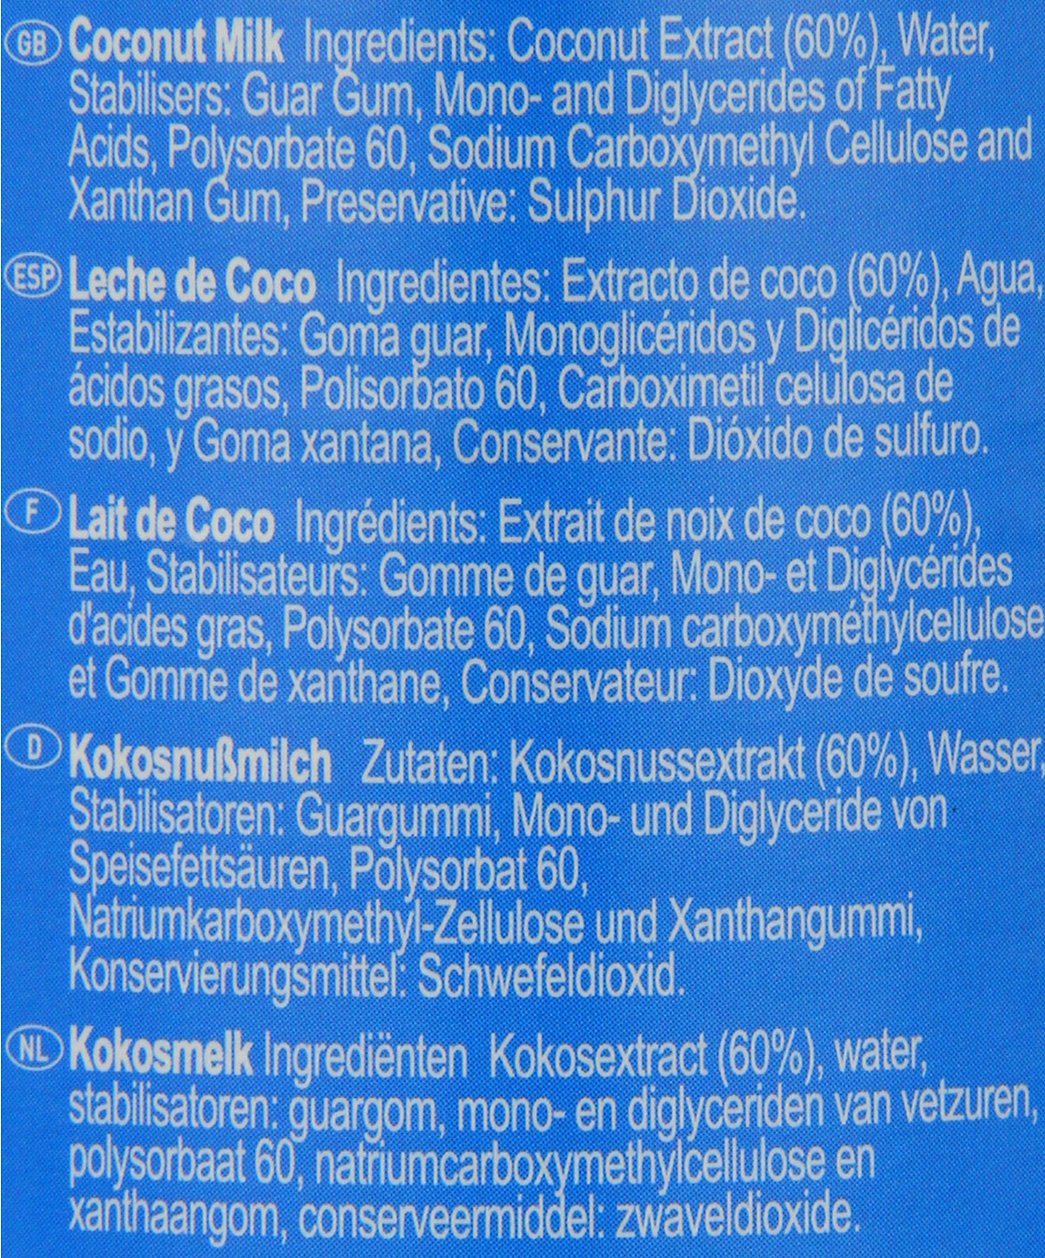 GB Coconut Milk Ingredients: Coconut Extract (60%), Water,
Stabilisers: Guar Gum, Mono- and Diglycerides of Fatty
Acids, Polysorbate 60, Sodium Carboxymethyl Cellulose and
Xanthan Gum, Preservative: Sulphur Dioxide.
ESP Leche de Coco Ingredientes: Extracto de coco (60%), Agua,
Estabilizantes: Goma guar, Monoglicéridos y Diglicéridos de
ácidos grasos, Polisorbato 60, Carboximetil celulosa de
sodio, y Goma xantana, Conservante: Dióxido de sulfuro.
F Lait de Coco Ingrédients: Extrait de noix de coco (60%),
Eau, Stabilisateurs: Gomme de guar, Mono- et Diglycérides
d'acides gras, Polysorbate 60, Sodium carboxyméthylcellulose
et Gomme de xanthane, Conservateur: Dioxyde de soufre.
D Kokosnußmilch Zutaten: Kokosnussextrakt (60%), Wasser,
Stabilisatoren: Guargummi, Mono- und Diglyceride von
Speisefettsäuren, Polysorbat 60,
Natriumkarboxymethyl-Zellulose und Xanthangummi,
Konservierungsmittel: Schwefeldioxid.
NL Kokosmelk Ingrediënten Kokosextract (60%), water,
stabilisatoren: guargom, mono- en diglyceriden van vetzuren,
polysorbaat 60, natriumcarboxymethylcellulose en
xanthaangom, conserveermiddel: zwaveldioxide.